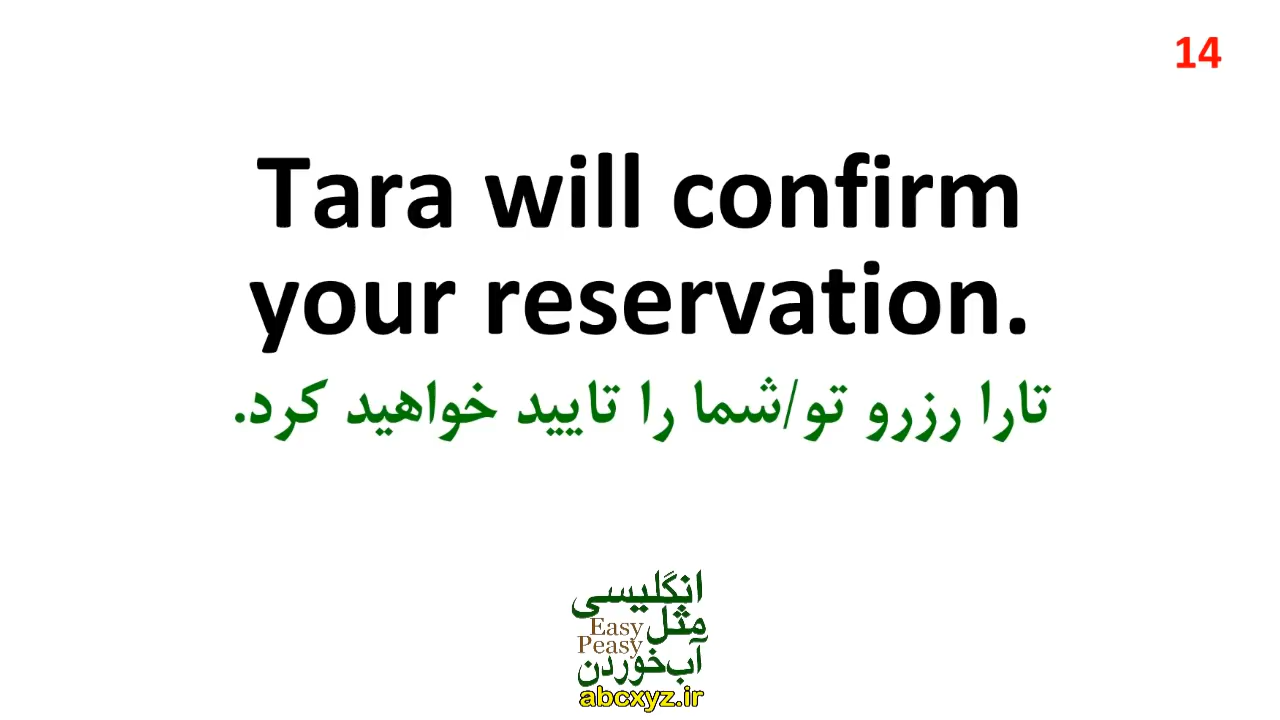 14
Tara will confirm
your reservation.
تارا رزرو تو/شما را تایید خواهید کرد.
انگلیسی
مثل
Easy
Peasy
آب‌خوردن
abcxyz.ir